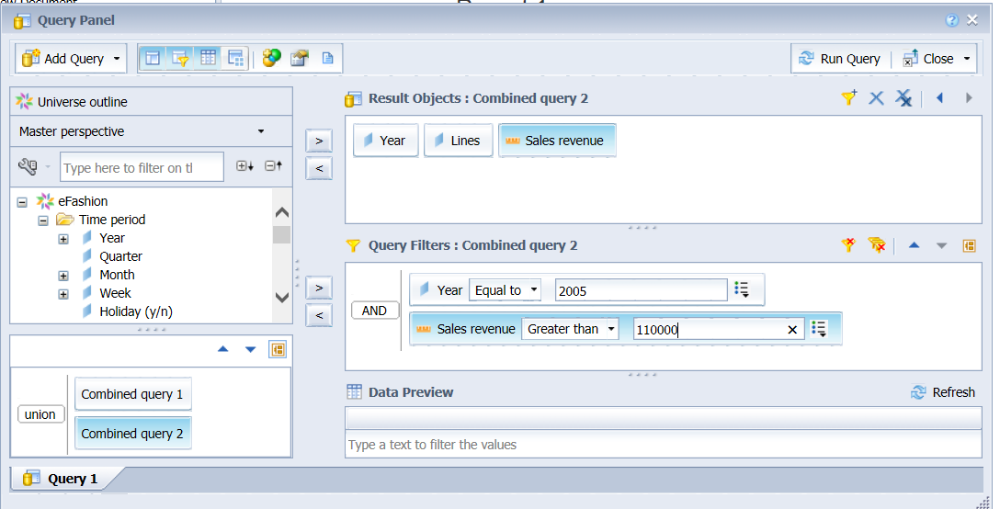 Query Panel
Add Query
Run Query
Close
Universe outline
Master perspective
Type here to filter on tl
eFashion
Time period
Year
Quarter
Month
Week
Holiday (y/n)
union
Combined query 1
Combined query 2
>
<
Result Objects : Combined query 2
Year
Lines
Sales revenue
>
<
Query Filters : Combined query 2
AND
Year Equal to 2005
Sales revenue Greater than 110000
Data Preview
Refresh
Type a text to filter the values
Query 1